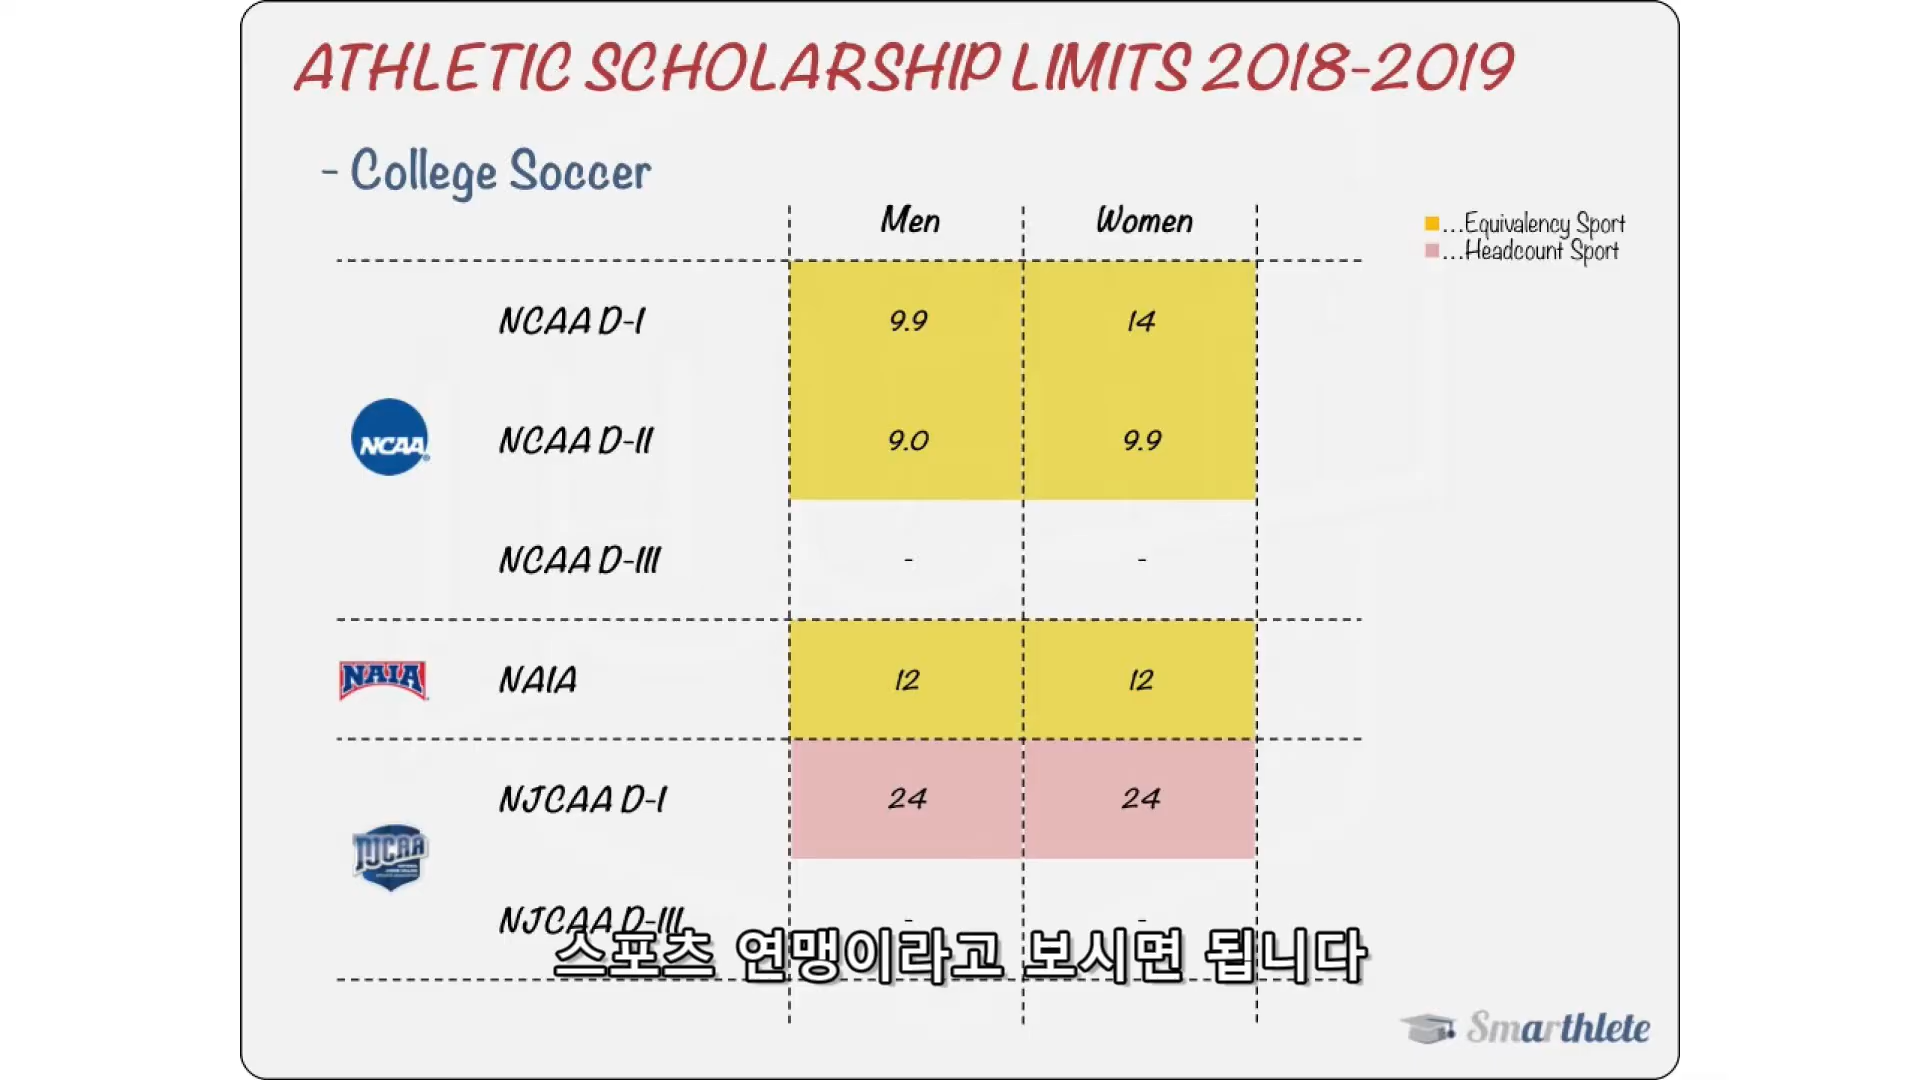 ATHLETIC SCHOLARSHIP LIMITS 2018-2019
- College Soccer
Men Women
...Equivalency Sport
...Headcount Sport
NCAA D-I 9.9 14
NCAA
NCAA D-II 9.0 9.9
NCAA D-III - -
NAIA
NAIA 12 12
NJCAA D-I 24 24
NJCAA
NJCAA D-III - -
스포츠 연맹이라고 보시면 됩니다
Smarthlete